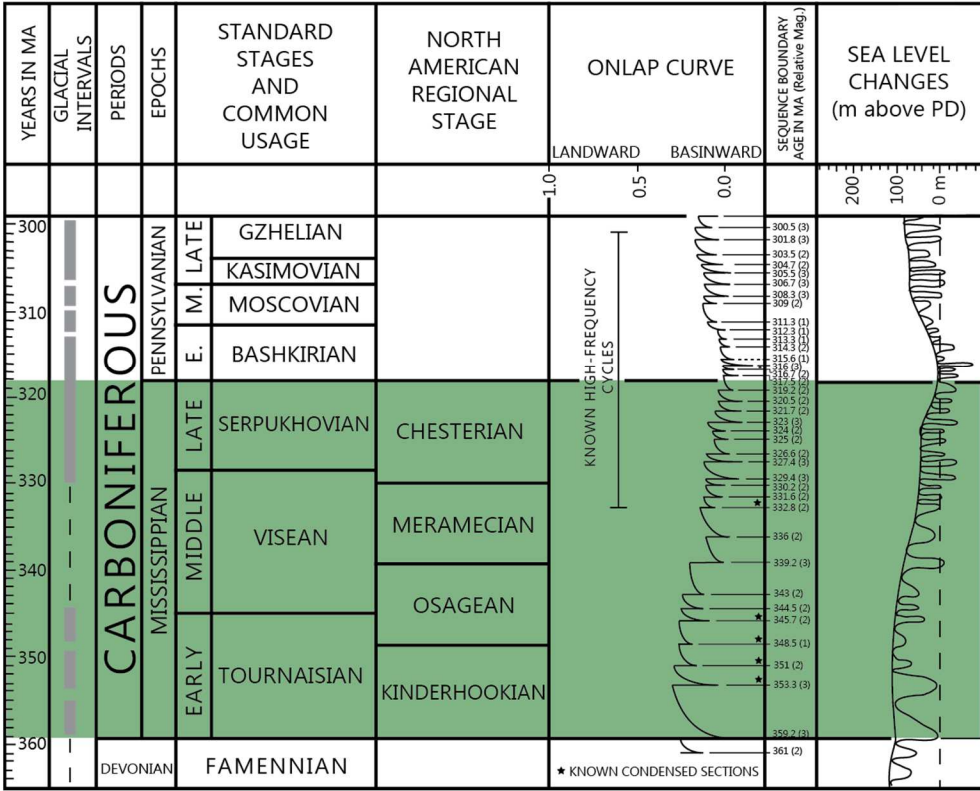 YEARS IN MA
GLACIAL
INTERVALS
PERIODS
EPOCHS
STANDARD
STAGES
AND
COMMON
USAGE
NORTH
AMERICAN
REGIONAL
STAGE
ONLAP CURVE
LANDWARD BASINWARD
SEQUENCE BOUNDARY
AGE IN MA (Relative Mag.)
SEA LEVEL
CHANGES
(m above PD)
1.0 0.5 0.0
200 100 0 m
300
310
320
330
340
350
360
CARBONIFEROUS
DEVONIAN
PENNSYLVANIAN
MISSISSIPPIAN
LATE
M.
E.
LATE
MIDDLE
EARLY
GZHELIAN
KASIMOVIAN
MOSCOVIAN
BASHKIRIAN
SERPUKHOVIAN
VISEAN
TOURNAISIAN
FAMENNIAN
CHESTERIAN
MERAMECIAN
OSAGEAN
KINDERHOOKIAN
KNOWN HIGH-FREQUENCY
CYCLES
300.5 (3)
301.8 (3)
303.5 (2)
304.7 (2)
305.5 (3)
306.7 (3)
308.3 (3)
309 (2)
311.3 (1)
312.3 (1)
313.3 (1)
314.3 (2)
315.6 (1)
316 (3)
316.7 (2)
317.5 (2)
319.2 (2)
320.5 (2)
321.7 (2)
323 (3)
324 (2)
325 (2)
326.6 (2)
327.4 (3)
329.4 (3)
330.2 (2)
331.6 (2)
332.8 (2)
336 (2)
339.2 (3)
343 (2)
344.5 (2)
345.7 (2)
348.5 (1)
351 (2)
353.3 (3)
359.2 (3)
361 (2)
★ KNOWN CONDENSED SECTIONS